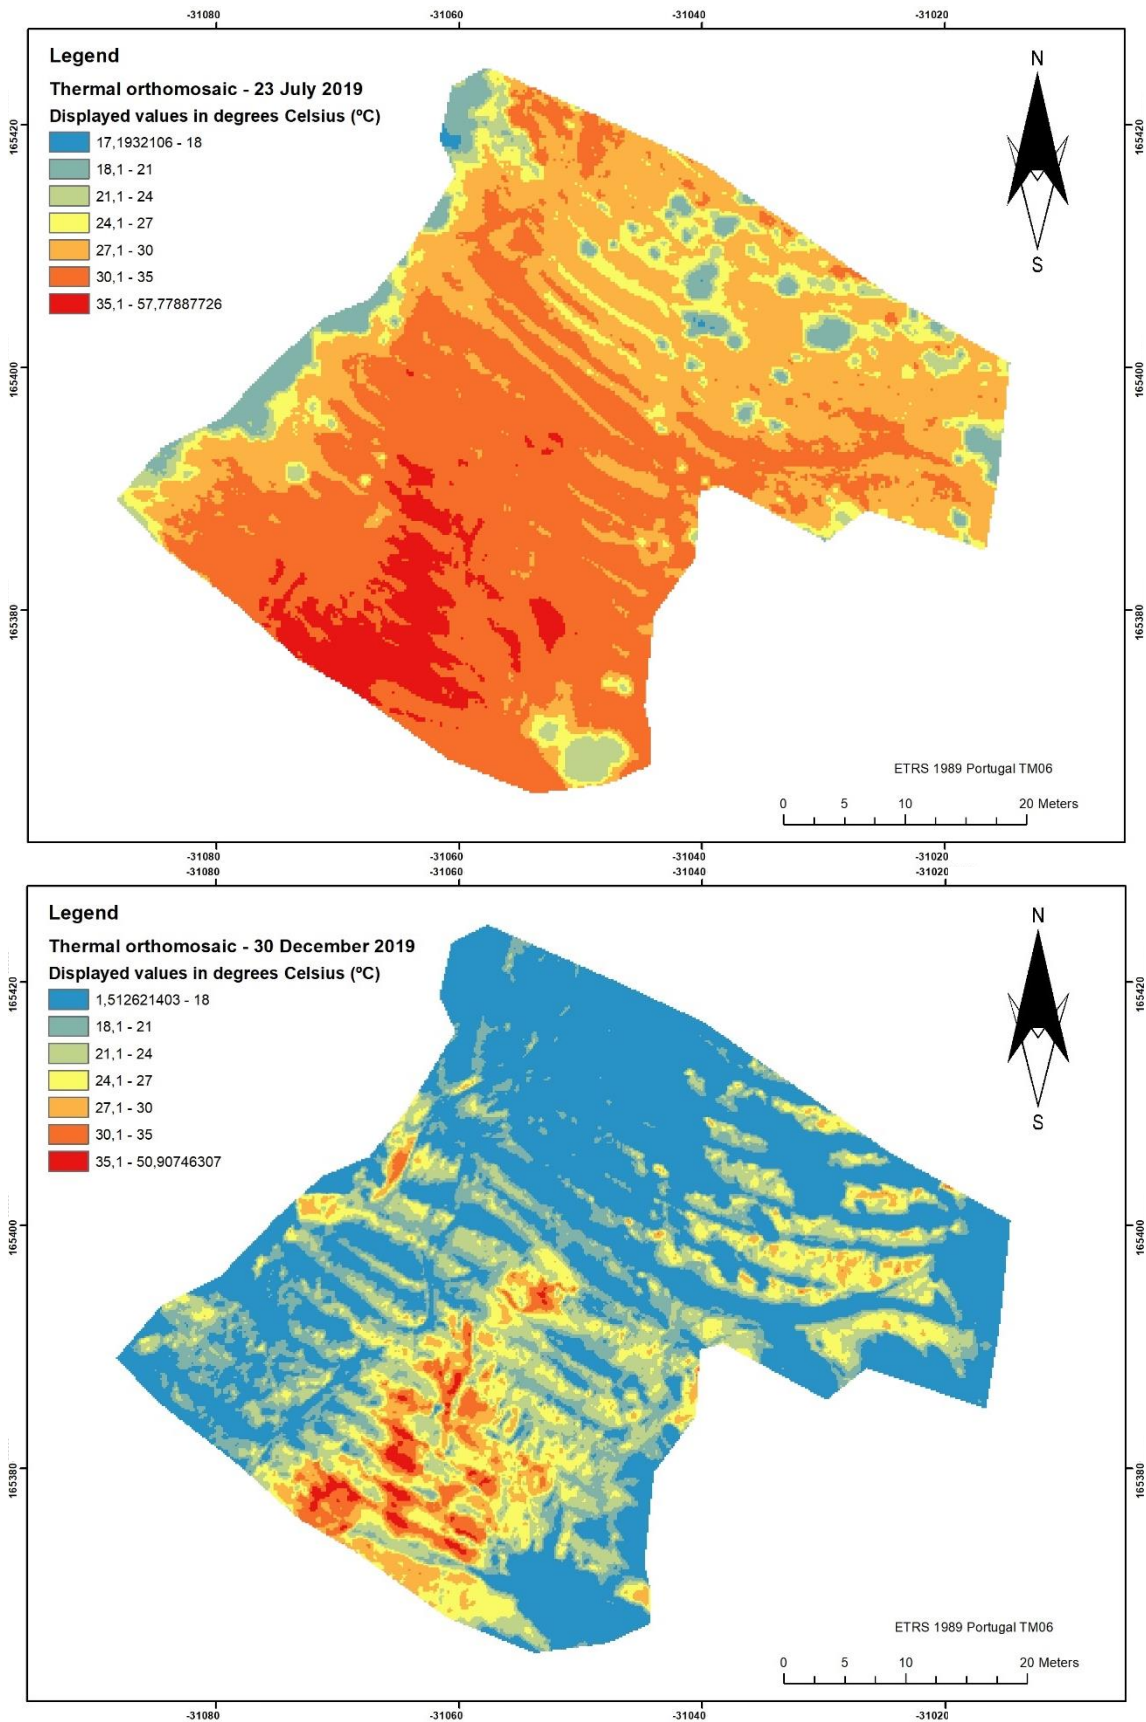 -31080 -31060 -31040 -31020
Legend
Thermal orthomosaic - 23 July 2019
Displayed values in degrees Celsius (ºC)
17,1932106 - 18
18,1 - 21
21,1 - 24
24,1 - 27
27,1 - 30
30,1 - 35
35,1 - 57,77887726
N
S
165420 165420
165400 165400
165380 165380
ETRS 1989 Portugal TM06
0 5 10 20 Meters
-31080 -31060 -31040 -31020
Legend
Thermal orthomosaic - 30 December 2019
Displayed values in degrees Celsius (ºC)
1,512621403 - 18
18,1 - 21
21,1 - 24
24,1 - 27
27,1 - 30
30,1 - 35
35,1 - 50,90746307
N
S
165420 165420
165400 165400
165380 165380
ETRS 1989 Portugal TM06
0 5 10 20 Meters
-31080 -31060 -31040 -31020